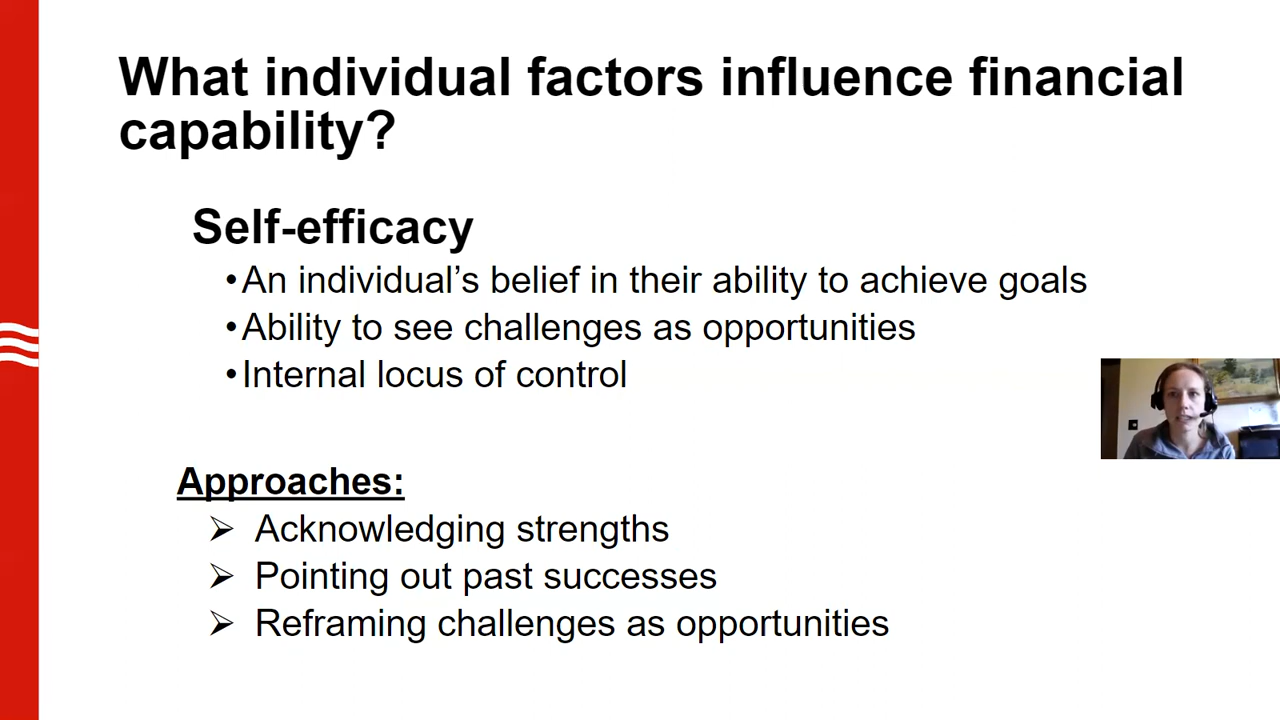 What individual factors influence financial
capability?
Self-efficacy
•An individual’s belief in their ability to achieve goals
•Ability to see challenges as opportunities
•Internal locus of control
Approaches:
➢ Acknowledging strengths
➢ Pointing out past successes
➢ Reframing challenges as opportunities